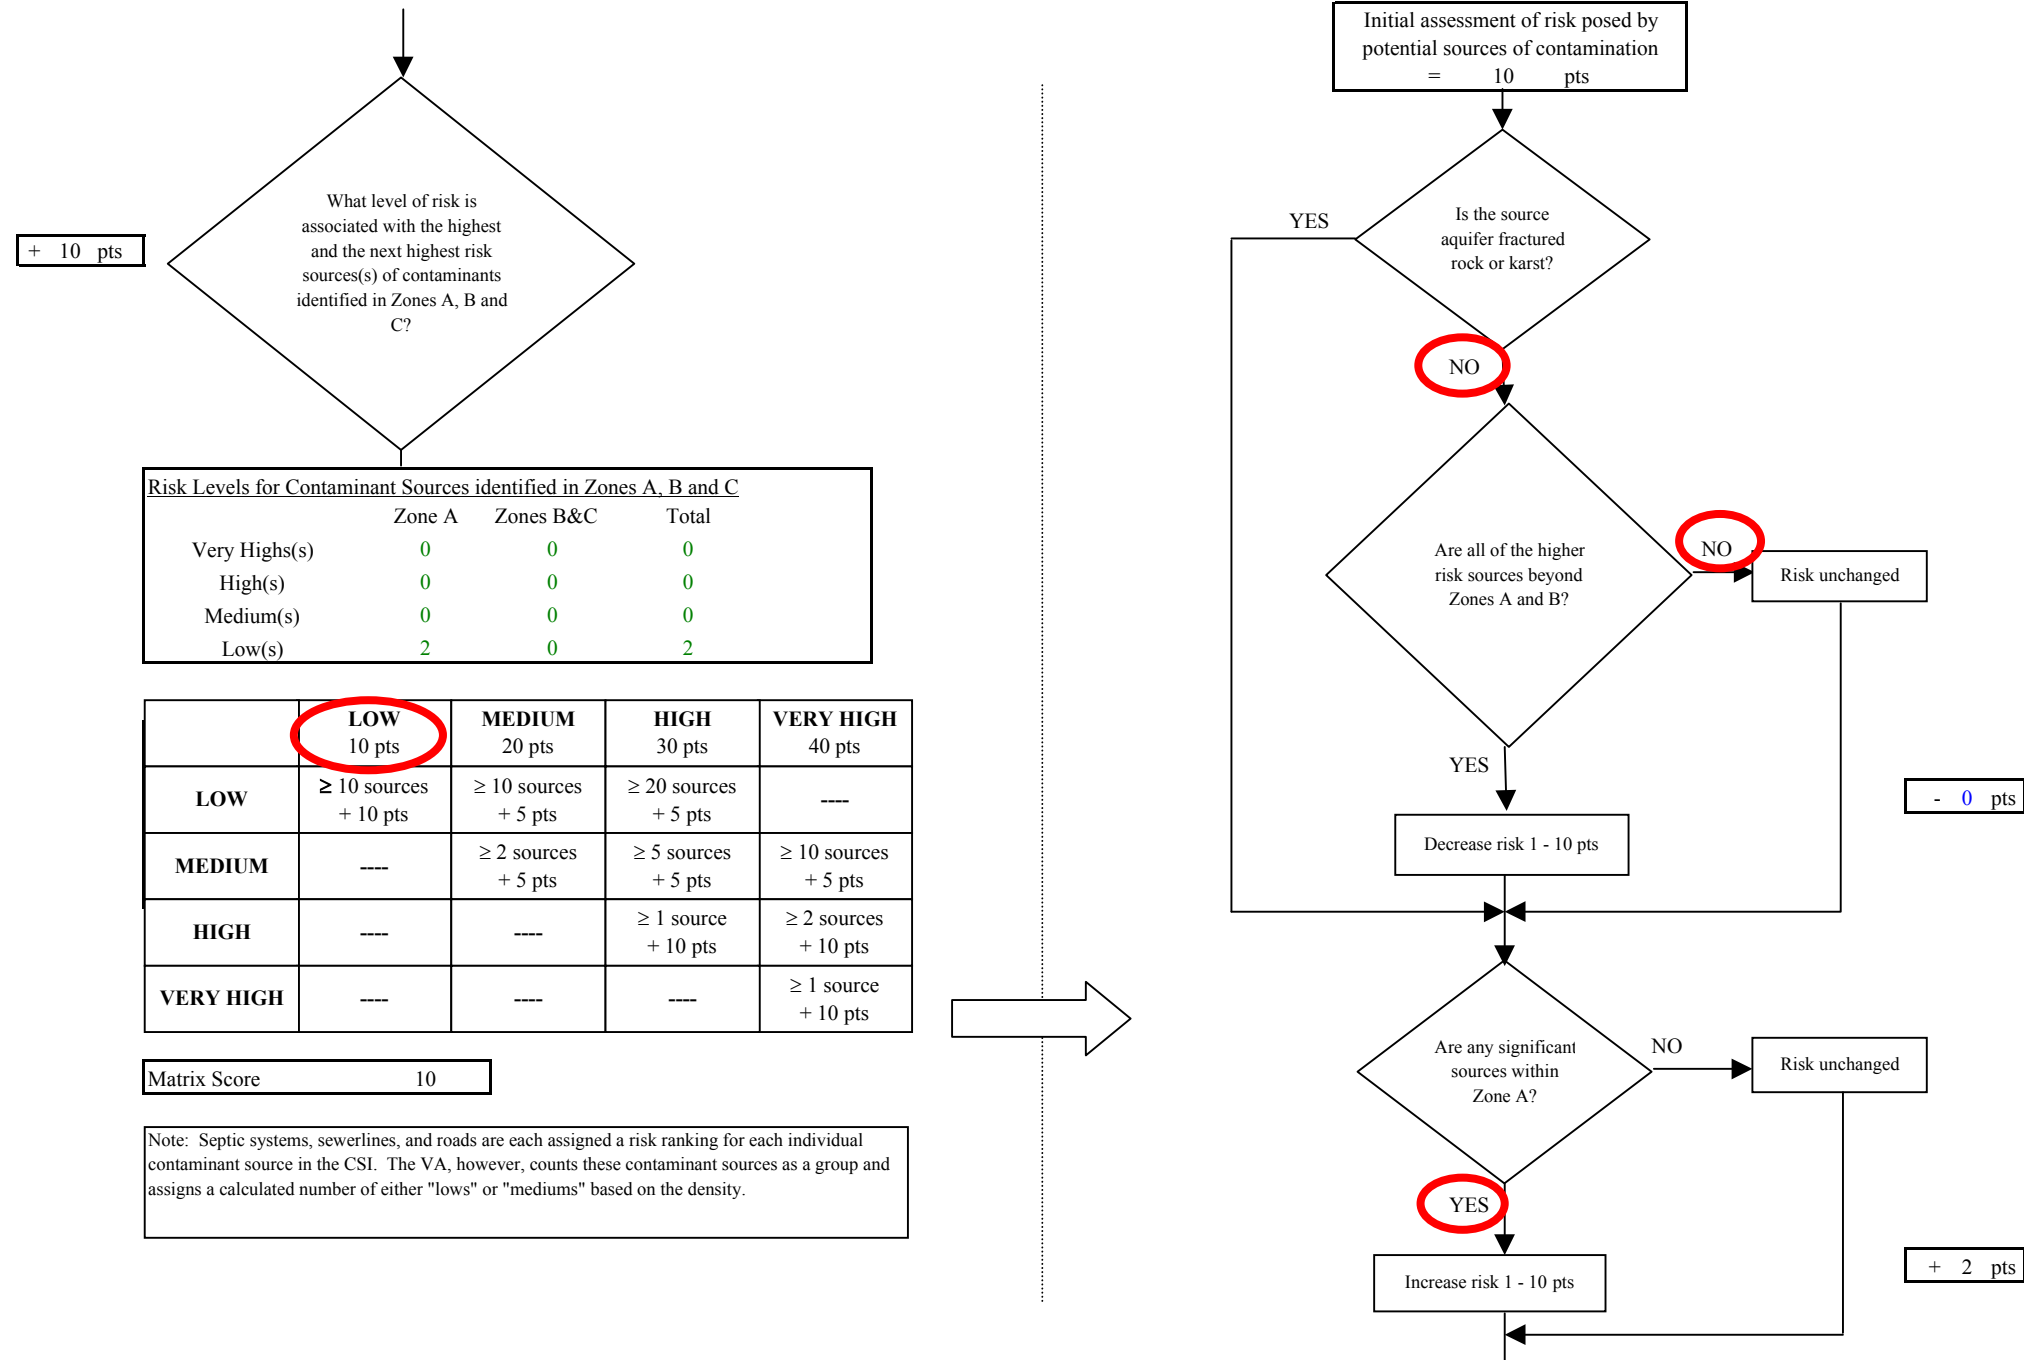 + 10 pts
What level of risk is
associated with the highest
and the next highest risk
sources(s) of contaminants
identified in Zones A, B and
C?
Risk Levels for Contaminant Sources identified in Zones A, B and C
Zone A Zones B&C Total
Very Highs(s) 0 0 0
High(s) 0 0 0
Medium(s) 0 0 0
Low(s) 2 0 2
LOW MEDIUM HIGH VERY HIGH
10 pts 20 pts 30 pts 40 pts
LOW ≥ 10 sources ≥ 10 sources ≥ 20 sources ----
+ 10 pts + 5 pts + 5 pts
MEDIUM ---- ≥ 2 sources ≥ 5 sources ≥ 10 sources
+ 5 pts + 5 pts + 5 pts
HIGH ---- ---- ≥ 1 source ≥ 2 sources
+ 10 pts + 10 pts
VERY HIGH ---- ---- ---- ≥ 1 source
+ 10 pts
Matrix Score 10
Note: Septic systems, sewerlines, and roads are each assigned a risk ranking for each individual
contaminant source in the CSI. The VA, however, counts these contaminant sources as a group and
assigns a calculated number of either "lows" or "mediums" based on the density.
Initial assessment of risk posed by
potential sources of contamination
= 10 pts
Is the source
aquifer fractured
rock or karst?
YES
NO
Are all of the higher
risk sources beyond
Zones A and B?
NO
Risk unchanged
YES
- 0 pts
Decrease risk 1 - 10 pts
Are any significant
sources within
Zone A?
NO
Risk unchanged
YES
+ 2 pts
Increase risk 1 - 10 pts